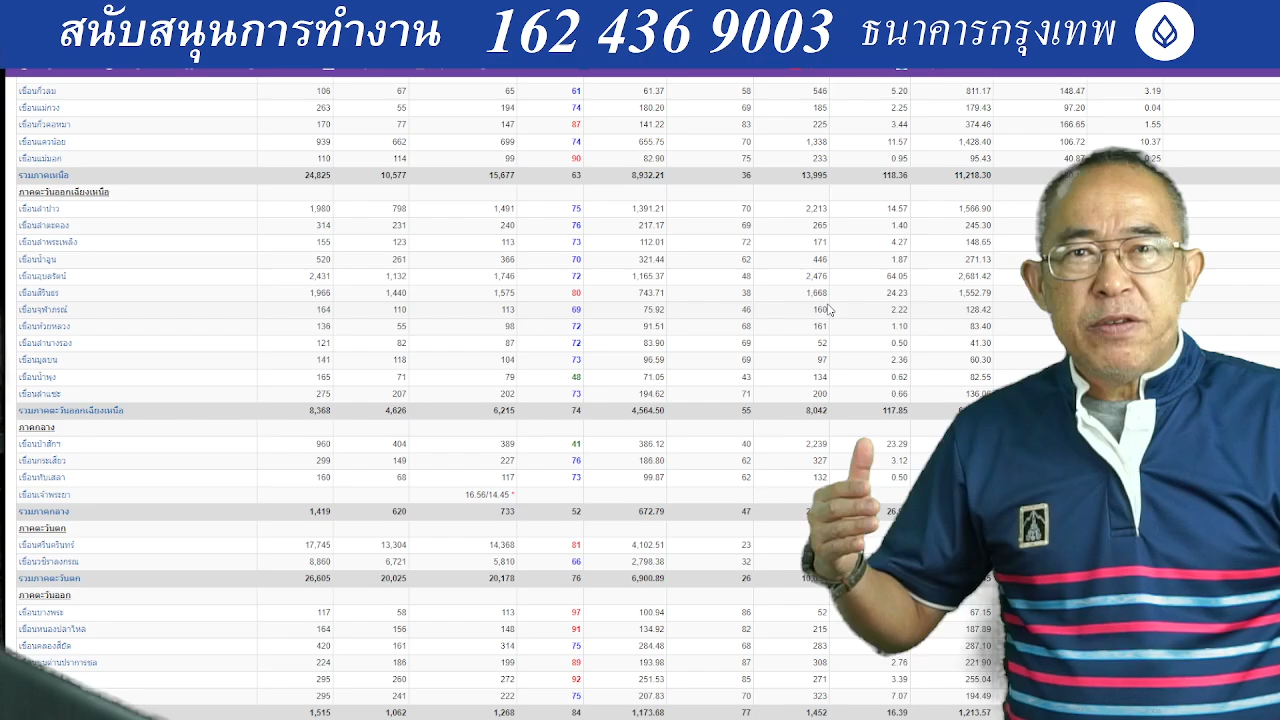 สนับสนุนการทำงาน 162 436 9003 ธนาคารกรุงเทพ
เขื่อนกิ่วลม 106 67 65 61 61.37 58 546 5.20 811.17 148.47 3.19
เขื่อนแม่กวง 263 55 194 74 180.20 69 185 2.25 179.43 97.20 0.04
เขื่อนกิ่วคอหมา 170 77 147 87 141.22 83 225 3.44 374.46 166.65 1.55
เขื่อนแควน้อย 939 662 699 74 655.75 70 1,338 11.57 1,428.40 106.72 10.37
เขื่อนแม่มอก 110 114 99 90 82.90 75 233 0.95 95.43 40.87 0.25
รวมภาคเหนือ 24,825 10,577 15,677 63 8,932.21 36 13,995 118.36 11,218.30
ภาคตะวันออกเฉียงเหนือ
เขื่อนลำปาว 1,980 798 1,491 75 1,391.21 70 2,213 14.57 1,566.90
เขื่อนลำตะคอง 314 231 240 76 217.17 69 265 1.40 245.30
เขื่อนลำพระเพลิง 155 123 113 73 112.01 72 171 4.27 148.65
เขื่อนน้ำอูน 520 261 366 70 321.44 62 446 1.87 271.13
เขื่อนอุบลรัตน์ 2,431 1,132 1,746 72 1,165.37 48 2,476 64.05 2,681.42
เขื่อนสิรินธร 1,966 1,440 1,575 80 743.71 38 1,668 24.23 1,552.79
เขื่อนจุฬาภรณ์ 164 110 113 69 75.92 46 160 2.22 128.42
เขื่อนห้วยหลวง 136 55 98 72 91.51 68 161 1.10 83.40
เขื่อนลำนางรอง 121 82 87 72 83.90 69 52 0.50 41.30
เขื่อนมูลบน 141 118 104 73 96.59 69 97 2.36 60.30
เขื่อนน้ำพุง 165 71 79 48 71.05 43 134 0.62 82.55
เขื่อนลำแชะ 275 207 202 73 194.62 71 200 0.66
รวมภาคตะวันออกเฉียงเหนือ 8,368 4,626 6,215 74 4,564.50 55 8,042 117.85
ภาคกลาง
เขื่อนป่าสักฯ 960 404 389 41 386.12 40 2,239 23.29
เขื่อนกระเสียว 299 149 227 76 186.80 62 327 3.12
เขื่อนทับเสลา 160 68 117 73 99.87 62 132 0.50
เขื่อนเจ้าพระยา 16.56/14.45 *
รวมภาคกลาง 1,419 620 733 52 672.79 47
ภาคตะวันตก
เขื่อนศรีนครินทร์ 17,745 13,304 14,368 81 4,102.51 23
เขื่อนวชิราลงกรณ 8,860 6,721 5,810 66 2,798.38 32
รวมภาคตะวันตก 26,605 20,025 20,178 76 6,900.89 26
ภาคตะวันออก
เขื่อนบางพระ 117 58 113 97 100.94 86 52 67.15
เขื่อนหนองปลาไหล 164 156 148 91 134.92 82 215 187.89
เขื่อนคลองสียัด 420 161 314 75 284.48 68 283 287.10
224 186 199 89 193.98 87 308 2.76 221.90
295 260 272 92 251.53 85 271 3.39 255.04
295 241 222 75 207.83 70 323 7.07 194.49
1,515 1,062 1,268 84 1,173.68 77 1,452 16.39 1,213.57